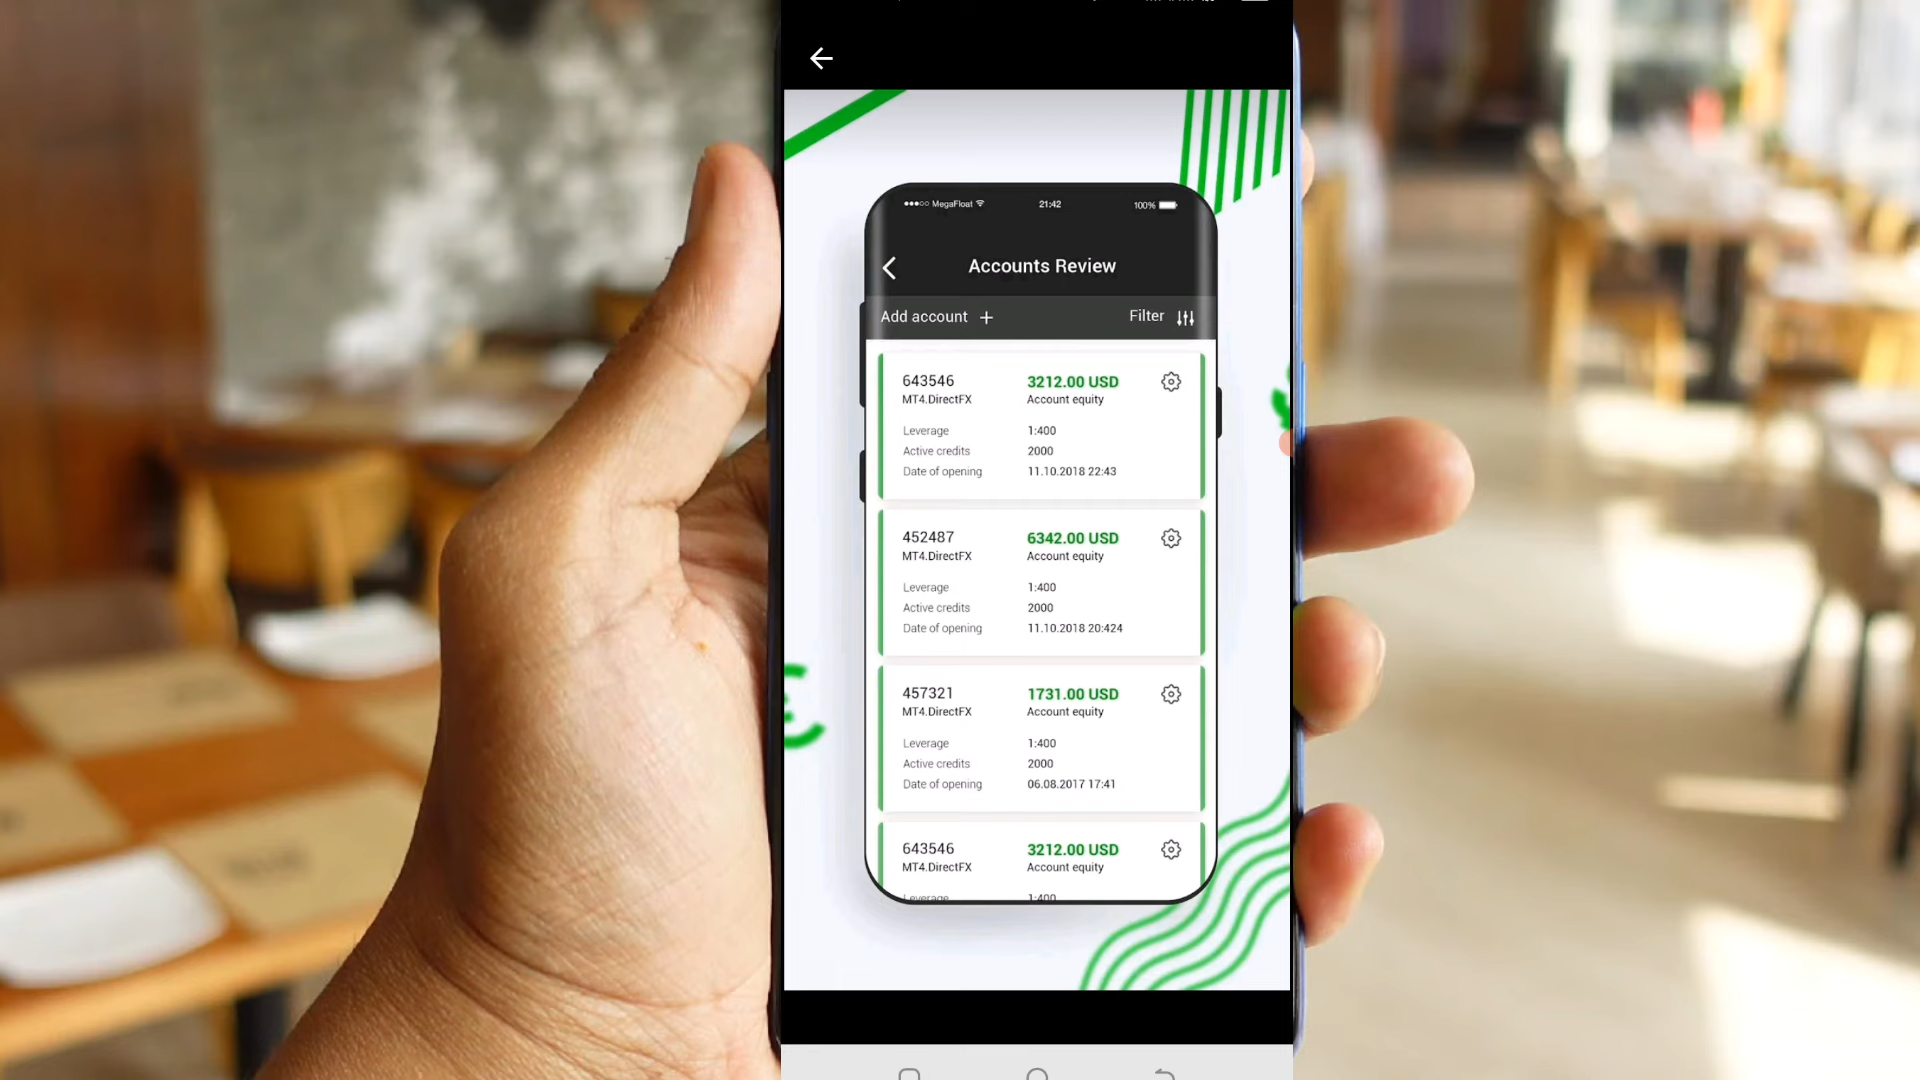 MegaFloat 21:42 100%
Accounts Review
Add account + Filter
643546 3212.00 USD
MT4.DirectFX Account equity
Leverage 1:400
Active credits 2000
Date of opening 11.10.2018 22:43
452487 6342.00 USD
MT4.DirectFX Account equity
Leverage 1:400
Active credits 2000
Date of opening 11.10.2018 20:424
457321 1731.00 USD
MT4.DirectFX Account equity
Leverage 1:400
Active credits 2000
Date of opening 06.08.2017 17:41
643546 3212.00 USD
MT4.DirectFX Account equity
Leverage 1:400